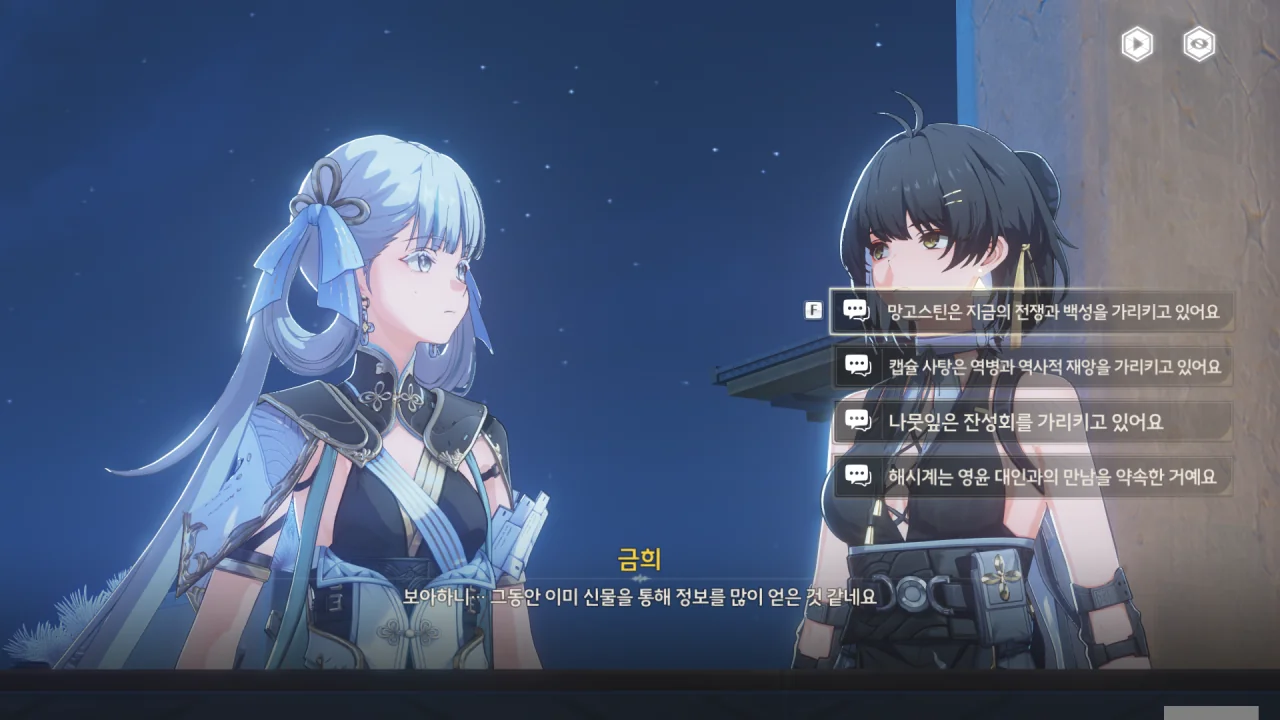 F
망고스틴은 지금의 전쟁과 백성을 가리키고 있어요
캡슐 사탕은 역병과 역사적 재앙을 가리키고 있어요
나뭇잎은 잔성회를 가리키고 있어요
해시계는 영윤 대인과의 만남을 약속한 거예요
금희
보아하니… 그동안 이미 신물을 통해 정보를 많이 얻은 것 같네요